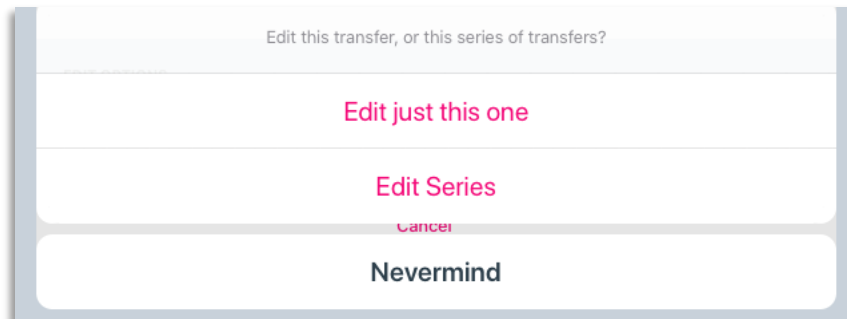 Edit this transfer, or this series of transfers?
Edit just this one
Edit Series
Cancel
Nevermind